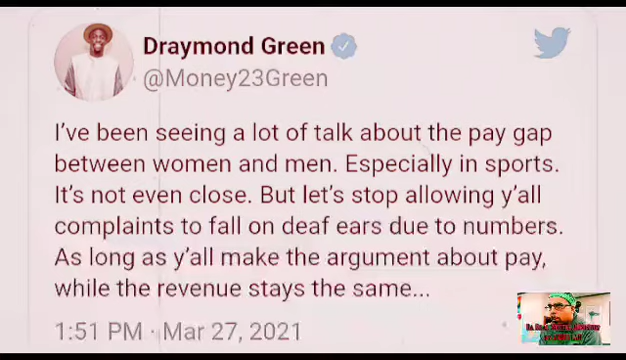 Draymond Green
@Money23Green
I've been seeing a lot of talk about the pay gap
between women and men. Especially in sports.
It's not even close. But let's stop allowing y'all
complaints to fall on deaf ears due to numbers.
As long as y'all make the argument about pay,
while the revenue stays the same...
1:51 PM · Mar 27, 2021